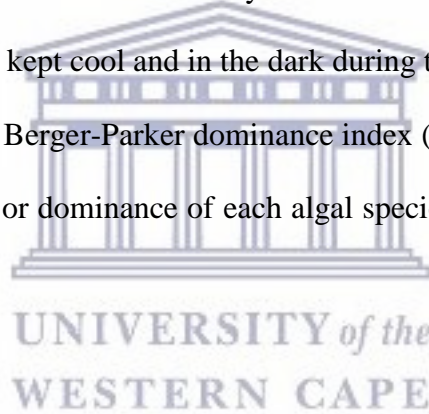 kept cool and in the dark during t
Berger-Parker dominance index (
or dominance of each algal speci
UNIVERSITY of the
WESTERN CAPE